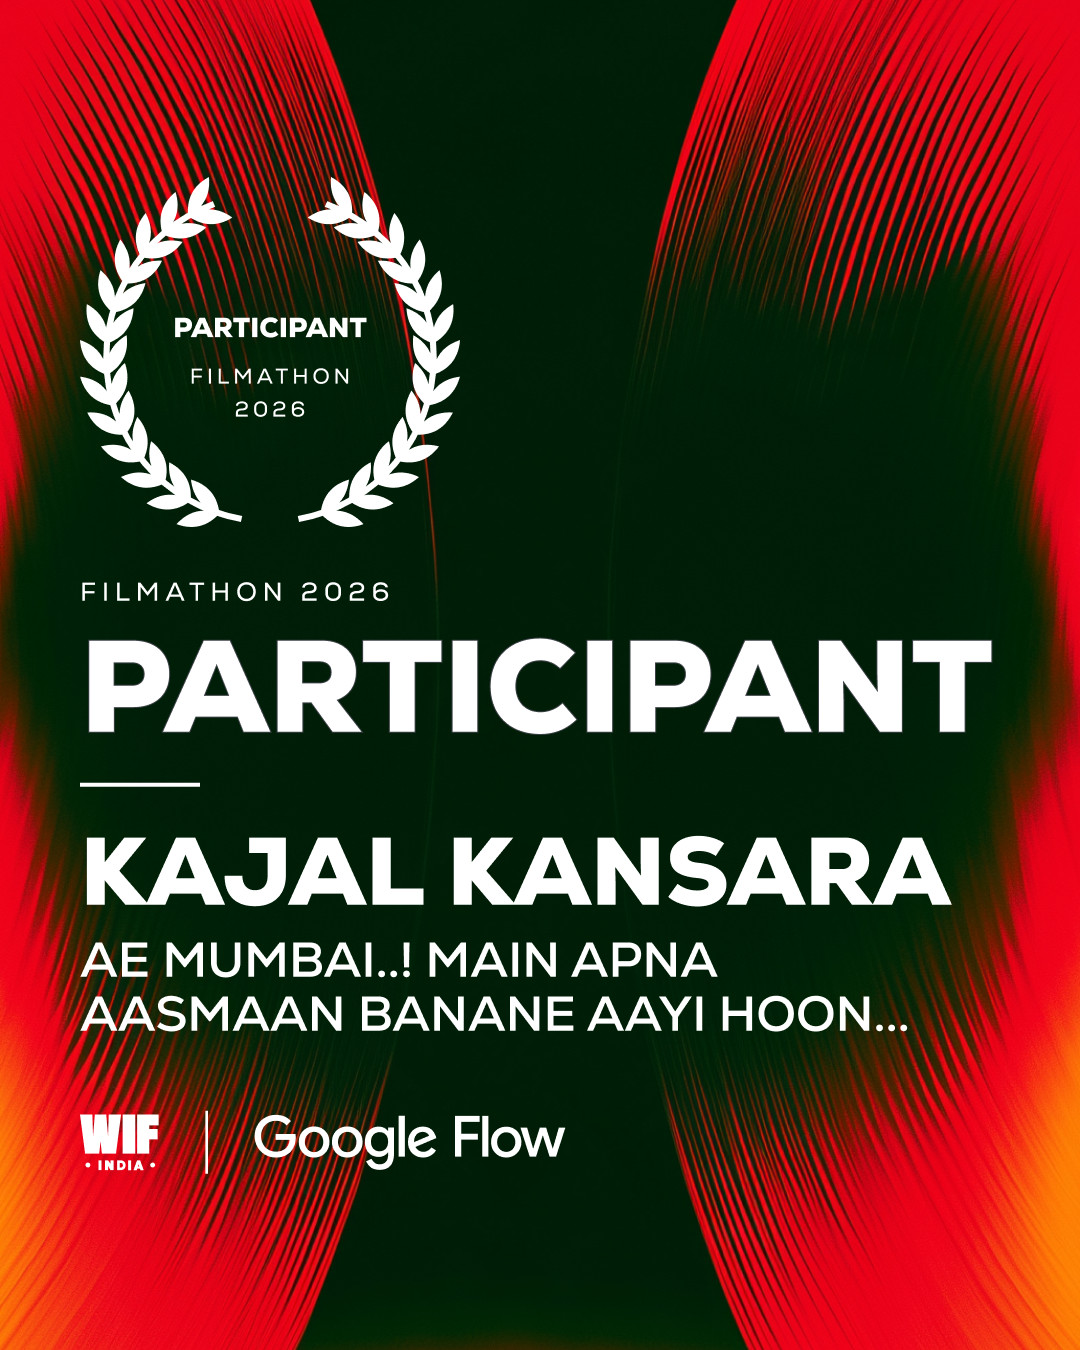 PARTICIPANT
FILMATHON
2026
FILMATHON 2026
PARTICIPANT
KAJAL KANSARA
AE MUMBAI..! MAIN APNA
AASMAAN BANANE AAYI HOON...
WIF
• INDIA •
Google Flow